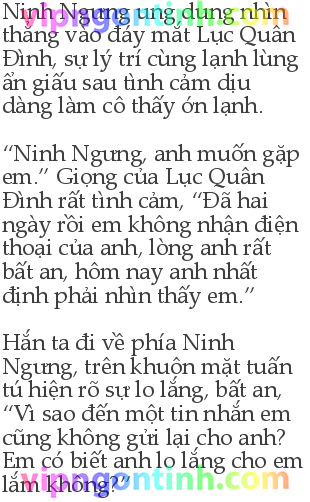 Ninh Ngưng ung dung nhìn
thẳng vào đáy mắt Lục Quân
Đình, sự lý trí cùng lạnh lùng
ẩn giấu sau tình cảm dịu
dàng làm cô thấy ớn lạnh.
“Ninh Ngưng, anh muốn gặp
em.” Giọng của Lục Quân
Đình rất tình cảm, “Đã hai
ngày rồi em không nhận điện
thoại của anh, lòng anh rất
bất an, hôm nay anh nhất
định phải nhìn thấy em.”
Hắn ta đi về phía Ninh
Ngưng, trên khuôn mặt tuấn
tú hiện rõ sự lo lắng, bất an,
“Vì sao đến một tin nhắn em
cũng không gửi lại cho anh?
Em có biết anh lo lắng cho em
lắm không?”
vipngontinh.com
vipngontinh.com